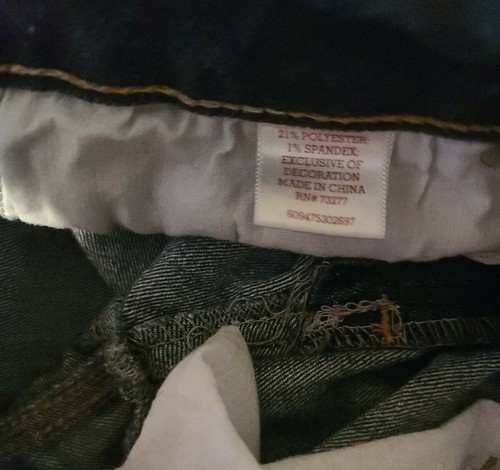 21% POLYESTER;
1% SPANDEX;
EXCLUSIVE OF
DECORATION
MADE IN CHINA
RN# 73277
609475302697